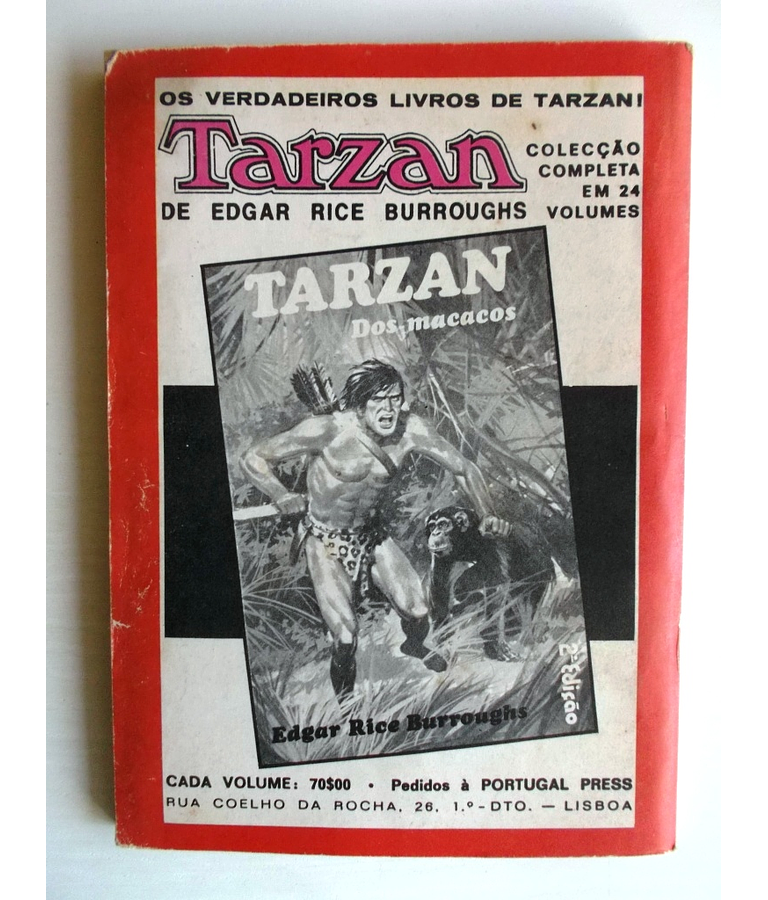 OS VERDADEIROS LIVROS DE TARZAN!
Tarzan
COLECÇÃO
COMPLETA
EM 24
VOLUMES
DE EDGAR RICE BURROUGHS
TARZAN
Dos macacos
2ª Edição
Edgar Rice Burroughs
CADA VOLUME: 70$00 • Pedidos à PORTUGAL PRESS
RUA COELHO DA ROCHA, 26, 1.º - DTO. — LISBOA